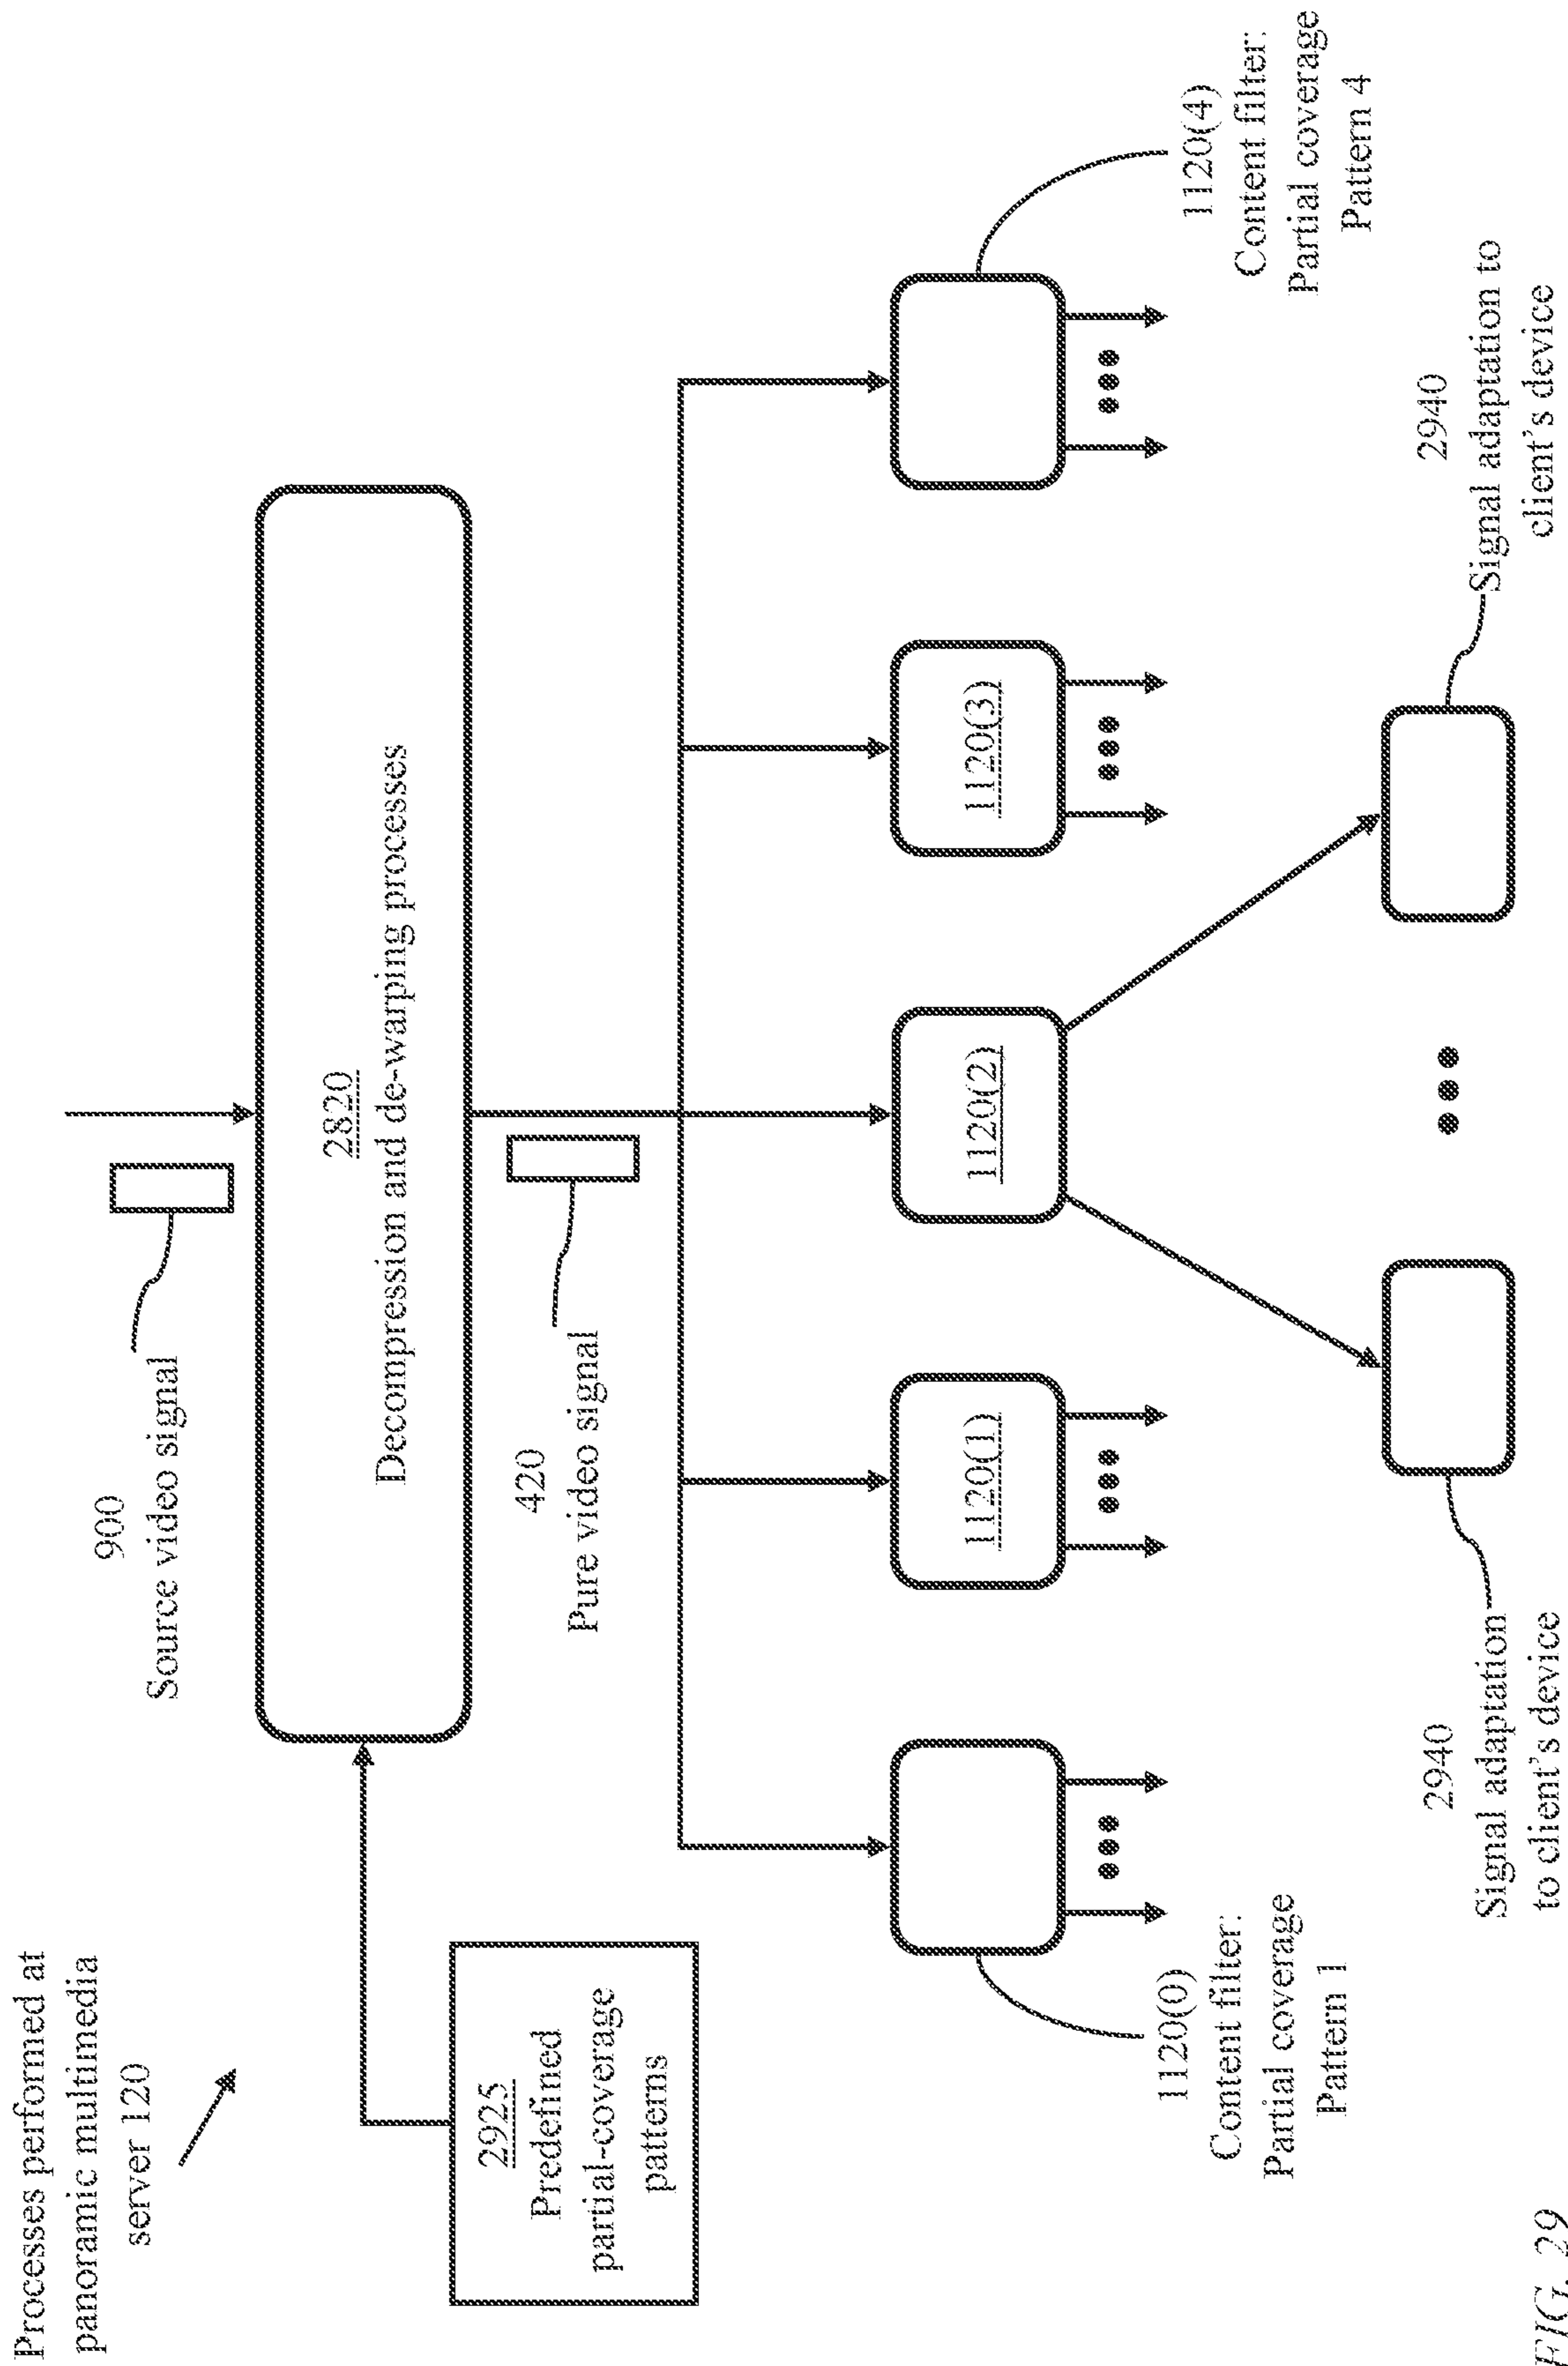 Processes performed at
panoramic multimedia
server 120
900
Source video signal
2820
Decompression and de-warping processes
2925
Predefined
partial-coverage
patterns
420
Pure video signal
1120(1)
1120(2)
1120(3)
1120(0)
Content filter:
Partial coverage
Pattern 1
1120(4)
Content filter:
Partial coverage
Pattern 4
2940
Signal adaptation
to client's device
2940
Signal adaptation to
client's device
FIG. 29